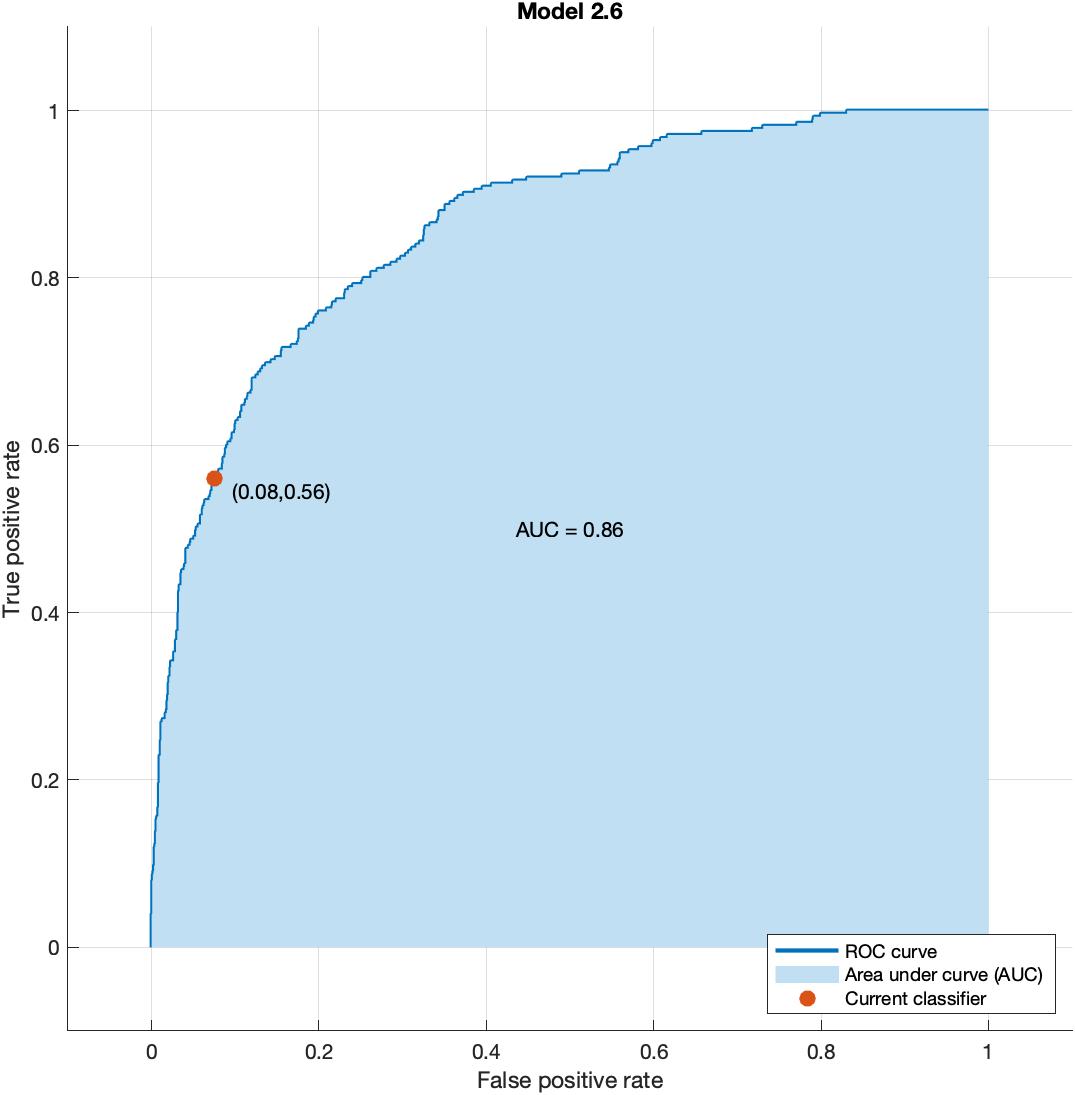 Model 2.6
True positive rate
1
0.8
0.6
0.4
0.2
0
(0.08,0.56)
AUC = 0.86
ROC curve
Area under curve (AUC)
Current classifier
0 0.2 0.4 0.6 0.8 1
False positive rate